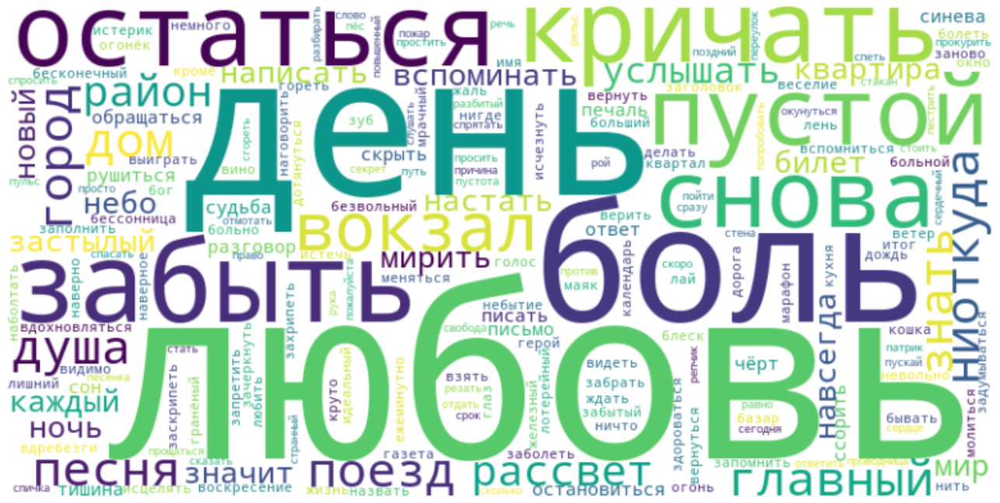 остаться
кричать
истерик
огонёк
немного
разбирать
слово
пёс
повышенный
пожар
простить
речь
имя
рельс
поздний
спеть
переулок
синева
болеть
прокурить
заново
окно
бесконечный
кроме
написать
гореть
вспоминать
услышать
веселие
стакан
квартира
спросить
новый
город
район
обращаться
дом
выиграть
день
сгореть
вино
наговорить
дотянуться
зуб
секрет
скрыть
путь
слушать
мрачный
жаль
разбитый
нигде
спрятать
просить
причина
пустота
исчезнуть
вернуть
печаль
больший
рой
заголовок
пустой
делать
квартал
попробовать
окунуться
лень
вспомниться
стоить
пестрить
билет
больной
рушиться
пульс
просто
бог
небо
бессонница
заполнить
судьба
отмотать
больно
разговор
безвольный
настать
вокзал
верить
ответ
снова
пойти
сразу
сердечный
ниоткуда
застылый
спасать
право
истечь
мирить
голос
меняться
боль
против
маяк
календарь
скоро
лай
стена
дорога
марафон
ветер
итог
дождь
кухня
знать
забыть
наболтать
наверно
наверное
рука
пожалуйста
небытие
писать
свобода
письмо
герой
вдохновляться
душа
видимо
стать
захрипеть
любовь
блеск
навсегда
кошка
патрик
пускай
невольно
задумываться
лишний
песенка
сон
каждый
заскрипеть
гранёный
запретить
зачеркнуть
любить
круто
идеальный
ежеминутно
взять
резать
отдать
срок
глаз
железный
лотерейный
видеть
забрать
ждать
забытый
ничто
репчик
чёрт
равно
базар
сегодня
ссорить
бывать
сердце
молиться
ночь
вдребезги
прощаться
сказать
странный
газета
заболеть
здороваться
вернуться
запомнить
ответить
проводница
мир
песня
значит
поезд
рассвет
главный
спичка
тишина
исцелять
воскресение
жизнь
назвать
сколько
остановиться
огонь
нить